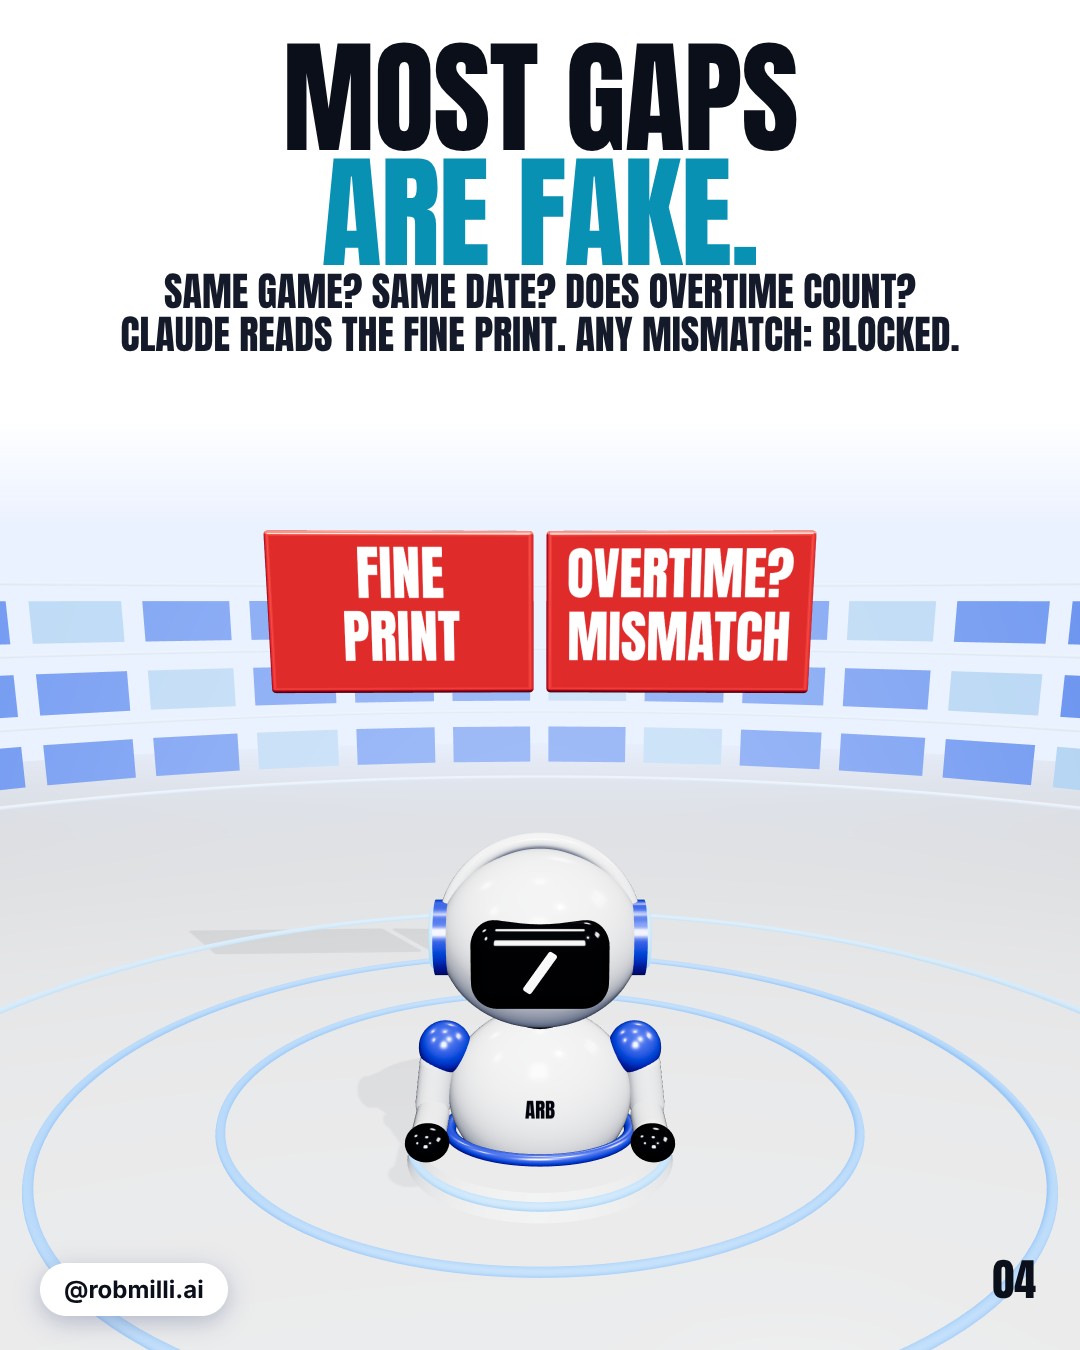 MOST GAPS
ARE FAKE.
SAME GAME? SAME DATE? DOES OVERTIME COUNT?
CLAUDE READS THE FINE PRINT. ANY MISMATCH: BLOCKED.
FINE
PRINT
OVERTIME?
MISMATCH
ARB
@robmilli.ai
04